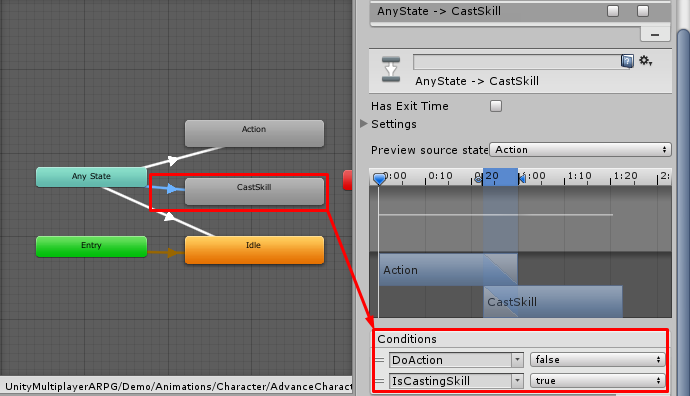 AnyState -> CastSkill
AnyState -> CastSkill
Has Exit Time
Settings
Preview source state
Action
0:00
0:10
0:20
1:00
1:10
1:20
2:
Action
CastSkill
Action
Any State
CastSkill
Entry
Idle
Conditions
DoAction
false
IsCastingSkill
true
UnityMultiplayerARPG/Demo/Animations/Character/AdvanceCharact